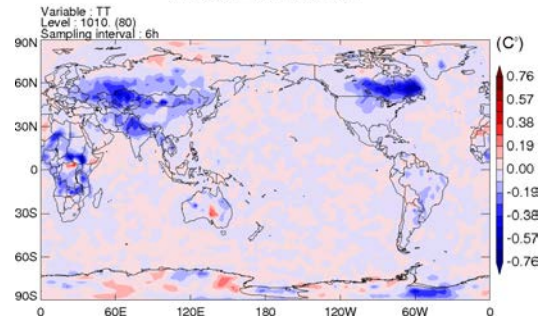 Variable : TT
Level : 1010. (80)
Sampling interval : 6h
(C°)
90N
60N
30N
0
30S
60S
90S
0
60E
120E
180
120W
60W
0
0.76
0.57
0.38
0.19
0.00
-0.19
-0.38
-0.57
-0.76